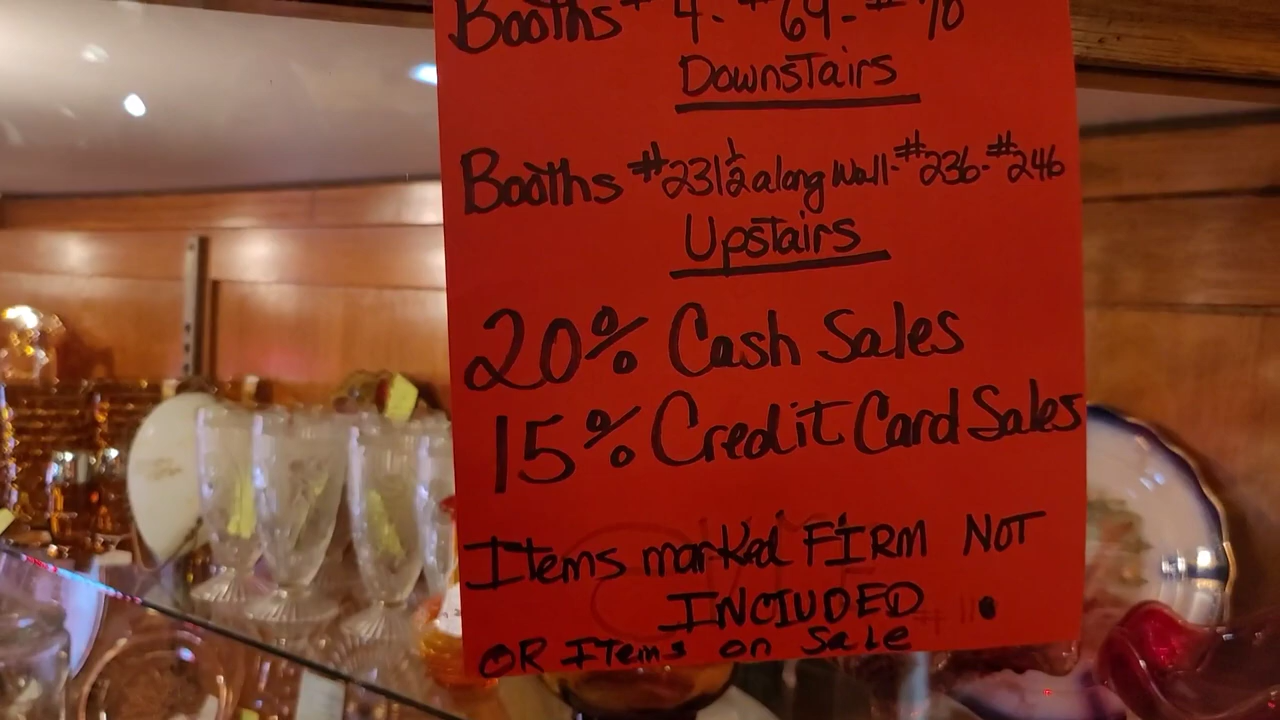 Booths #4- #69- #70
Downstairs
Booths #231½ along wall- #236- #246
Upstairs
20% Cash Sales
15% Credit Card Sales
Items marked FIRM NOT
INCLUDED.
OR ITems on Sale